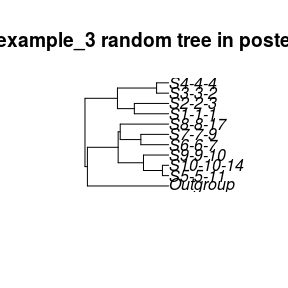 example_3 random tree in poste
S4-4-4
S3-3-2
S2-2-3
S1-1-1
S8-8-17
S7-7-9
S6-6-7
S9-9-10
S10-10-14
S5-5-11
Outgroup